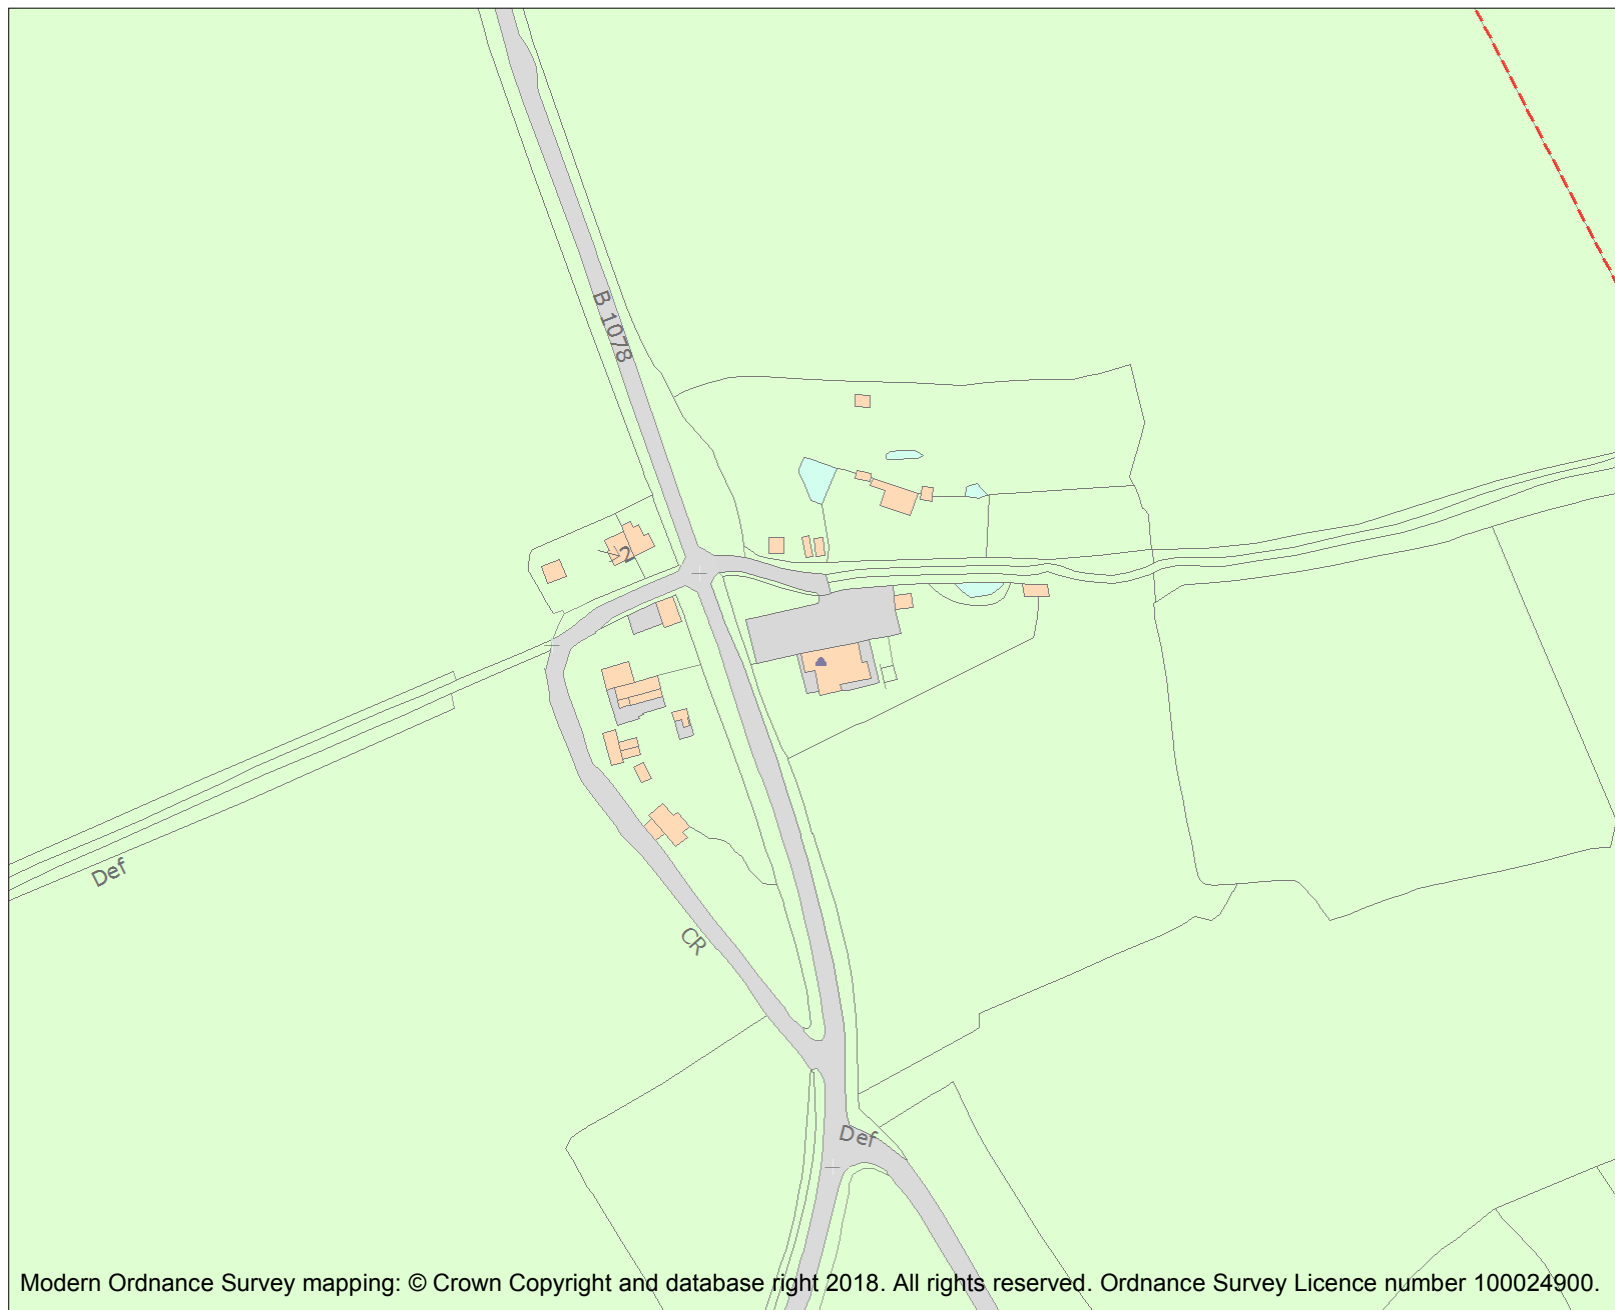 B 1078
2
Def
CR
Def
Modern Ordnance Survey mapping: © Crown Copyright and database right 2018. All rights reserved. Ordnance Survey Licence number 100024900.